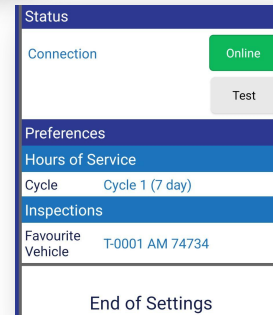 Status
Connection
Online
Test
Preferences
Hours of Service
Cycle Cycle 1 (7 day)
Inspections
Favourite
Vehicle T-0001 AM 74734
End of Settings